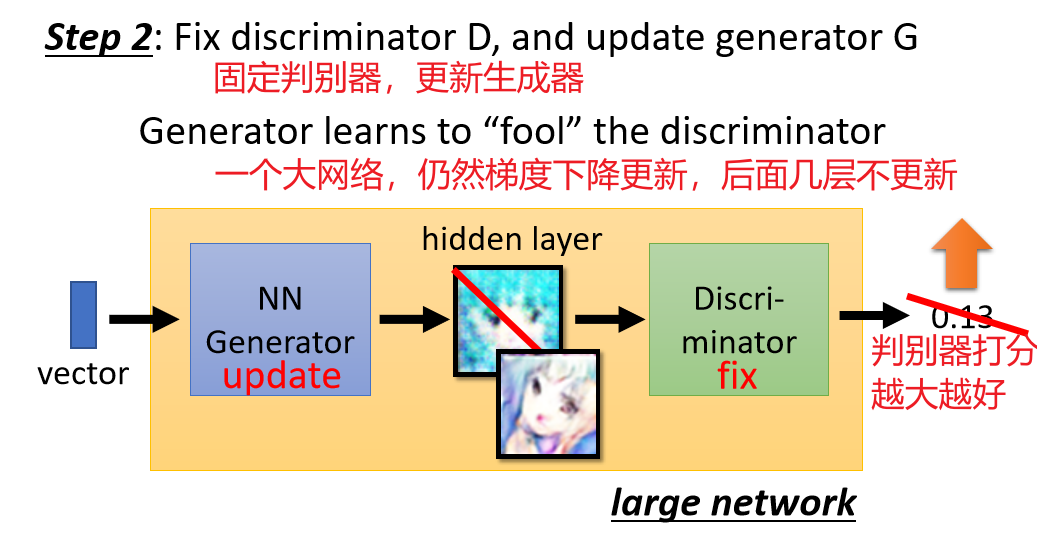 Step 2: Fix discriminator D, and update generator G
固定判别器，更新生成器
Generator learns to “fool” the discriminator
一个大网络，仍然梯度下降更新，后面几层不更新
hidden layer
NN
Generator
update
Discri-
minator
fix
vector
0.13
判别器打分
越大越好
large network